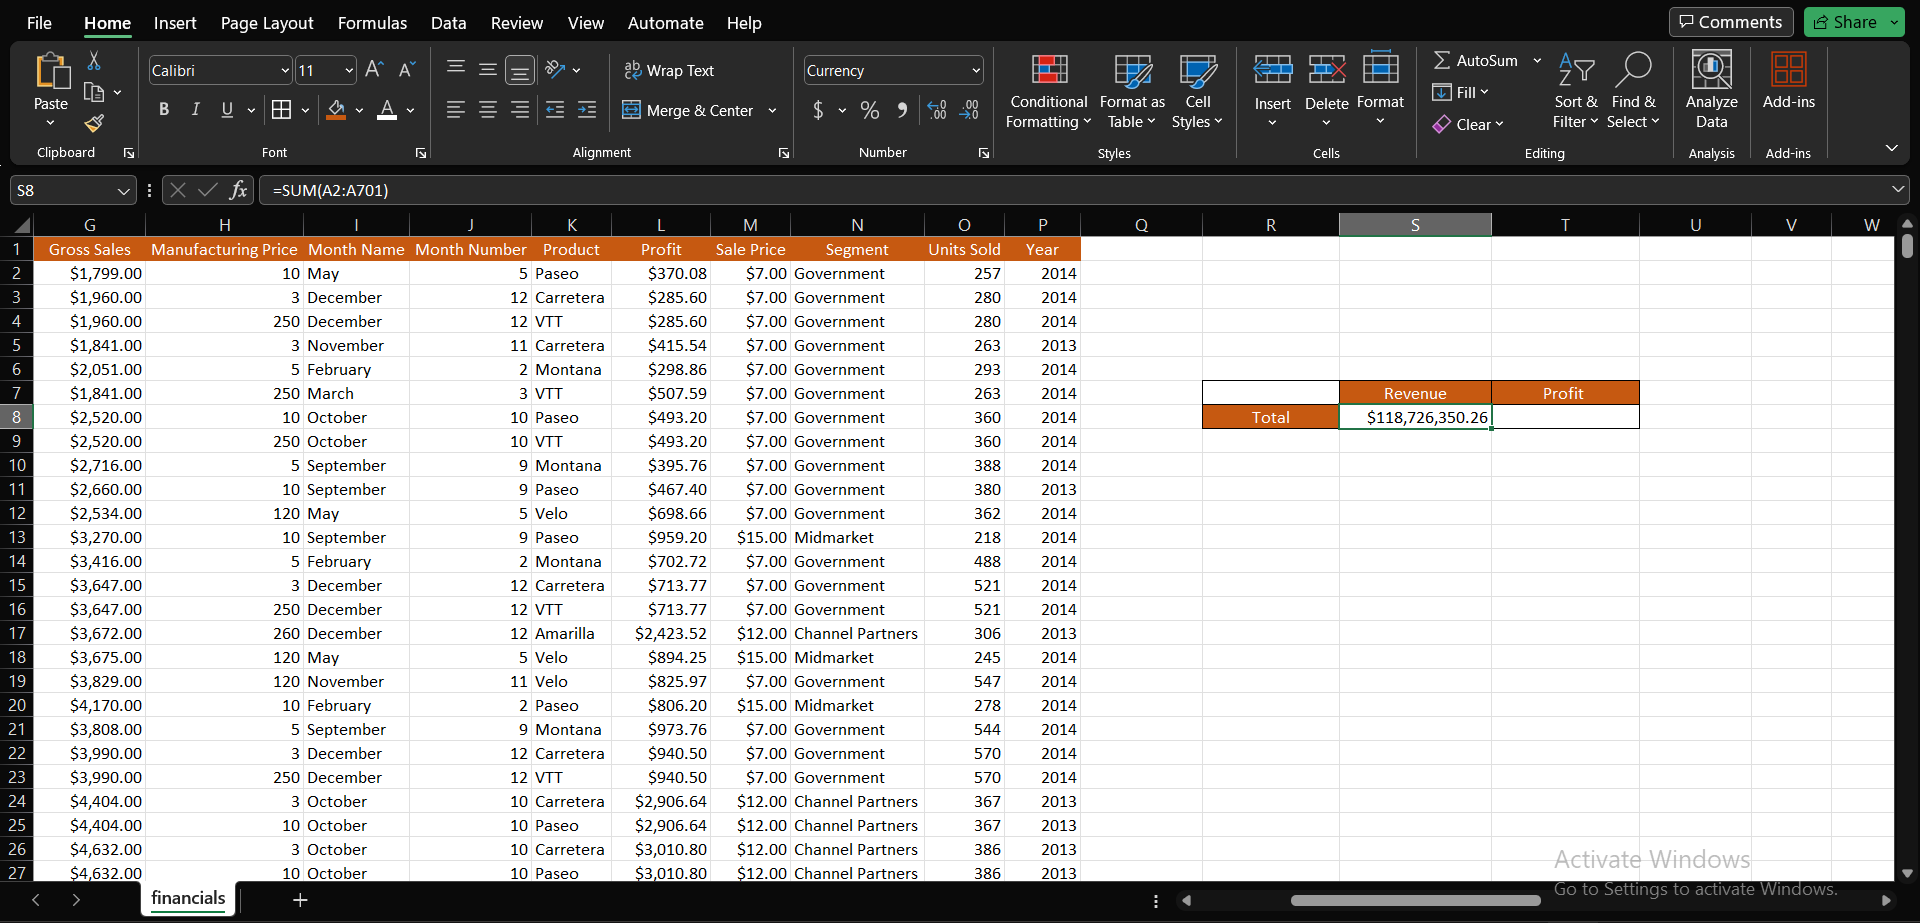 File Home Insert Page Layout Formulas Data Review View Automate Help Comments Share
Calibri 11 A A Wrap Text Currency AutoSum
Paste Fill
B I U A Merge & Center $ % Conditional Formatting Format as Table Cell Styles Insert Delete Format Clear Sort & Filter Find & Select Analyze Data Add-ins
Clipboard Font Alignment Number Styles Cells Editing Analysis Add-ins
S8 fx =SUM(A2:A701)
G H I J K L M N O P Q R S T U V W
1 Gross Sales Manufacturing Price Month Name Month Number Product Profit Sale Price Segment Units Sold Year
2 $1,799.00 10 May 5 Paseo $370.08 $7.00 Government 257 2014
3 $1,960.00 3 December 12 Carretera $285.60 $7.00 Government 280 2014
4 $1,960.00 250 December 12 VTT $285.60 $7.00 Government 280 2014
5 $1,841.00 3 November 11 Carretera $415.54 $7.00 Government 263 2013
6 $2,051.00 5 February 2 Montana $298.86 $7.00 Government 293 2014
7 $1,841.00 250 March 3 VTT $507.59 $7.00 Government 263 2014 Revenue Profit
8 $2,520.00 10 October 10 Paseo $493.20 $7.00 Government 360 2014 Total $118,726,350.26
9 $2,520.00 250 October 10 VTT $493.20 $7.00 Government 360 2014
10 $2,716.00 5 September 9 Montana $395.76 $7.00 Government 388 2014
11 $2,660.00 10 September 9 Paseo $467.40 $7.00 Government 380 2013
12 $2,534.00 120 May 5 Velo $698.66 $7.00 Government 362 2014
13 $3,270.00 10 September 9 Paseo $959.20 $15.00 Midmarket 218 2014
14 $3,416.00 5 February 2 Montana $702.72 $7.00 Government 488 2014
15 $3,647.00 3 December 12 Carretera $713.77 $7.00 Government 521 2014
16 $3,647.00 250 December 12 VTT $713.77 $7.00 Government 521 2014
17 $3,672.00 260 December 12 Amarilla $2,423.52 $12.00 Channel Partners 306 2013
18 $3,675.00 120 May 5 Velo $894.25 $15.00 Midmarket 245 2014
19 $3,829.00 120 November 11 Velo $825.97 $7.00 Government 547 2014
20 $4,170.00 10 February 2 Paseo $806.20 $15.00 Midmarket 278 2014
21 $3,808.00 5 September 9 Montana $973.76 $7.00 Government 544 2014
22 $3,990.00 3 December 12 Carretera $940.50 $7.00 Government 570 2014
23 $3,990.00 250 December 12 VTT $940.50 $7.00 Government 570 2014
24 $4,404.00 3 October 10 Carretera $2,906.64 $12.00 Channel Partners 367 2013
25 $4,404.00 10 October 10 Paseo $2,906.64 $12.00 Channel Partners 367 2013
26 $4,632.00 3 October 10 Carretera $3,010.80 $12.00 Channel Partners 386 2013
27 $4,632.00 10 October 10 Paseo $3,010.80 $12.00 Channel Partners 386 2013
Activate Windows
Go to Settings to activate Windows.
financials